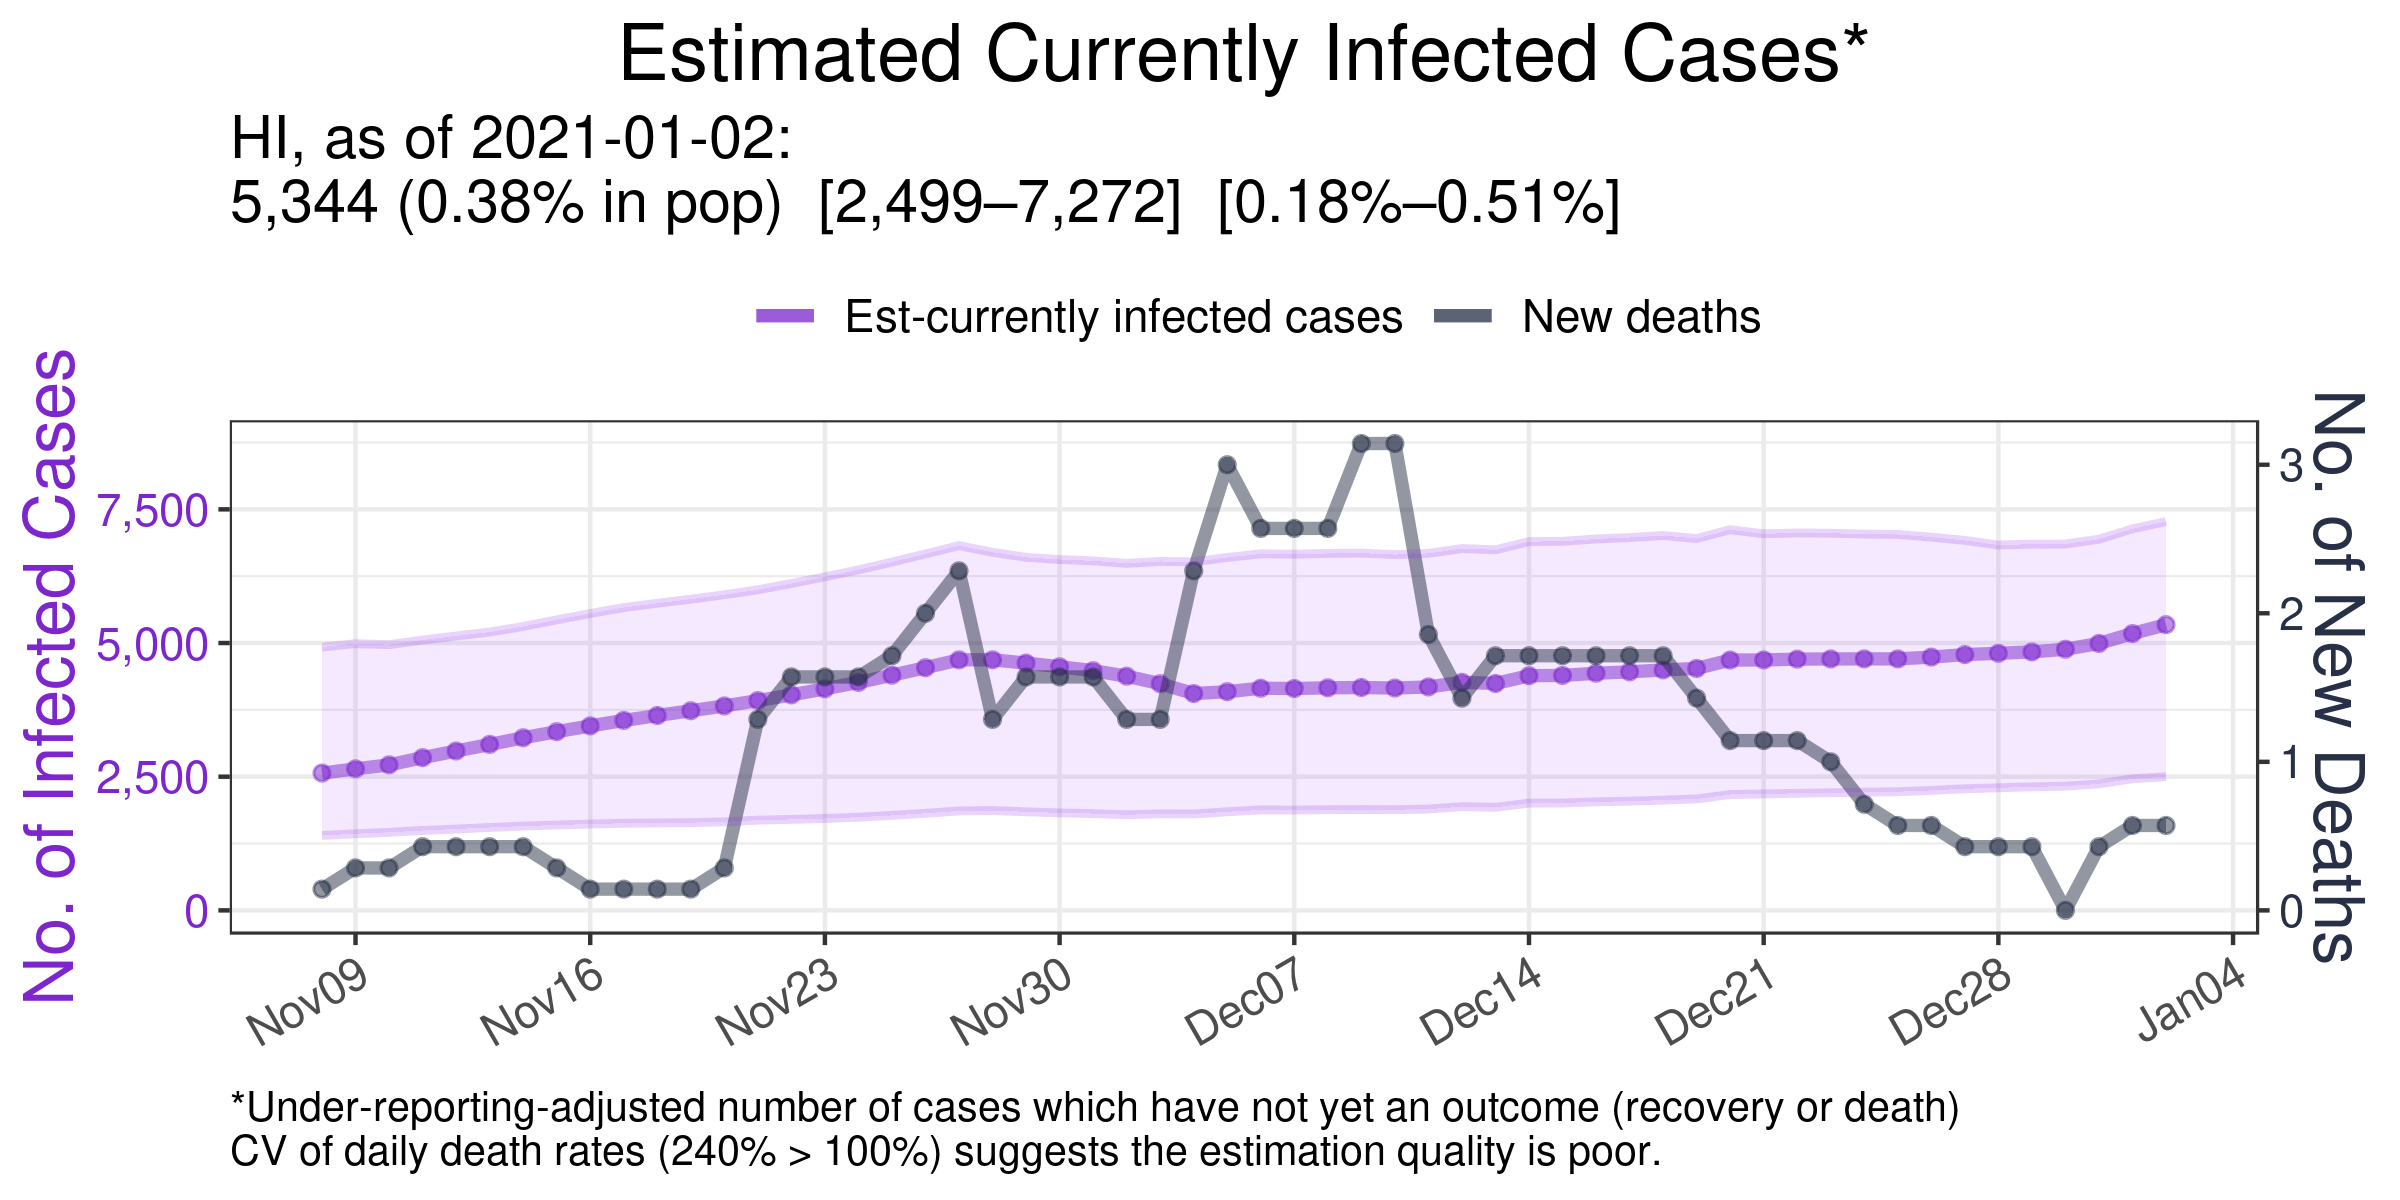 Estimated Currently Infected Cases*
HI, as of 2021-01-02:
5,344 (0.38% in pop)  [2,499–7,272]  [0.18%–0.51%]
Est-currently infected cases
New deaths
No. of Infected Cases
7,500
5,000
2,500
0
3
2
1
0
No. of New Deaths
Nov09
Nov16
Nov23
Nov30
Dec07
Dec14
Dec21
Dec28
Jan04
*Under-reporting-adjusted number of cases which have not yet an outcome (recovery or death)
CV of daily death rates (240% > 100%) suggests the estimation quality is poor.